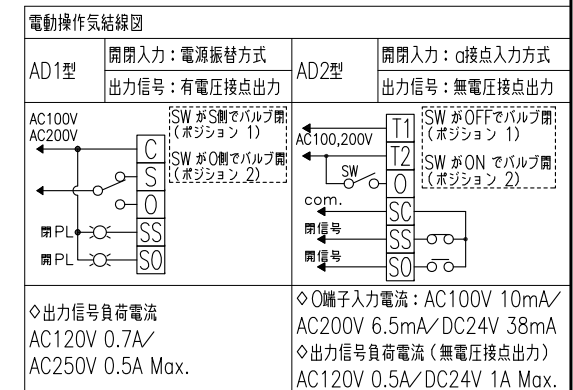 電動操作気結線図
AD1型
開閉入力：電源振替方式
出力信号：有電圧接点出力
AD2型
開閉入力：a接点入力方式
出力信号：無電圧接点出力
AC100V
AC200V
SW がS側でバルブ閉
(ポジション 1)
SW がO側でバルブ開
(ポジション 2)
C
S
O
SS
SO
閉PL
開PL
AC100,200V
SW
com.
閉信号
開信号
T1
T2
O
SC
SS
SO
SW がOFFでバルブ閉
(ポジション 1)
SW がON でバルブ開
(ポジション 2)
◇出力信号負荷電流
AC120V 0.7A/
AC250V 0.5A Max.
◇O端子入力電流：AC100V 10mA/
AC200V 6.5mA/DC24V 38mA
◇出力信号負荷電流（無電圧接点出力）
AC120V 0.5A/DC24V 1A Max.